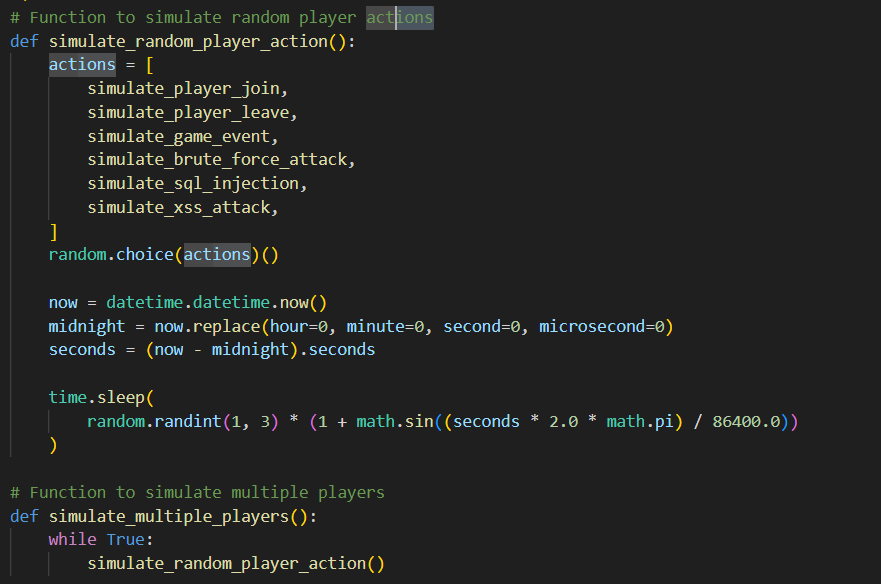 # Function to simulate random player actions
def simulate_random_player_action():
    actions = [
        simulate_player_join,
        simulate_player_leave,
        simulate_game_event,
        simulate_brute_force_attack,
        simulate_sql_injection,
        simulate_xss_attack,
    ]
    random.choice(actions)()
    now = datetime.datetime.now()
    midnight = now.replace(hour=0, minute=0, second=0, microsecond=0)
    seconds = (now - midnight).seconds
    time.sleep(
        random.randint(1, 3) * (1 + math.sin((seconds * 2.0 * math.pi) / 86400.0))
    )
# Function to simulate multiple players
def simulate_multiple_players():
    while True:
        simulate_random_player_action()